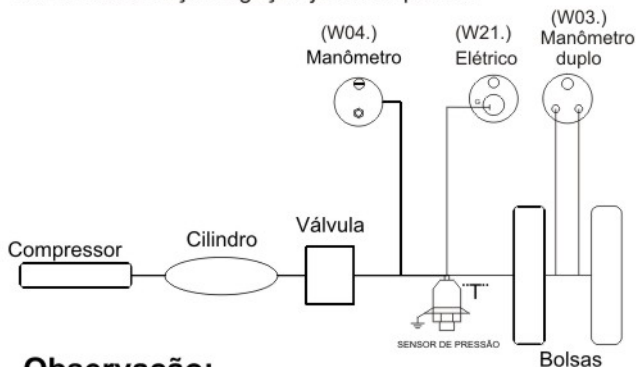 (W04.)
Manômetro
(W21.)
Elétrico
(W03.)
Manômetro
duplo
Compressor
Cilindro
Válvula
"T"
SENSOR DE PRESSÃO
Bolsas
Observação: